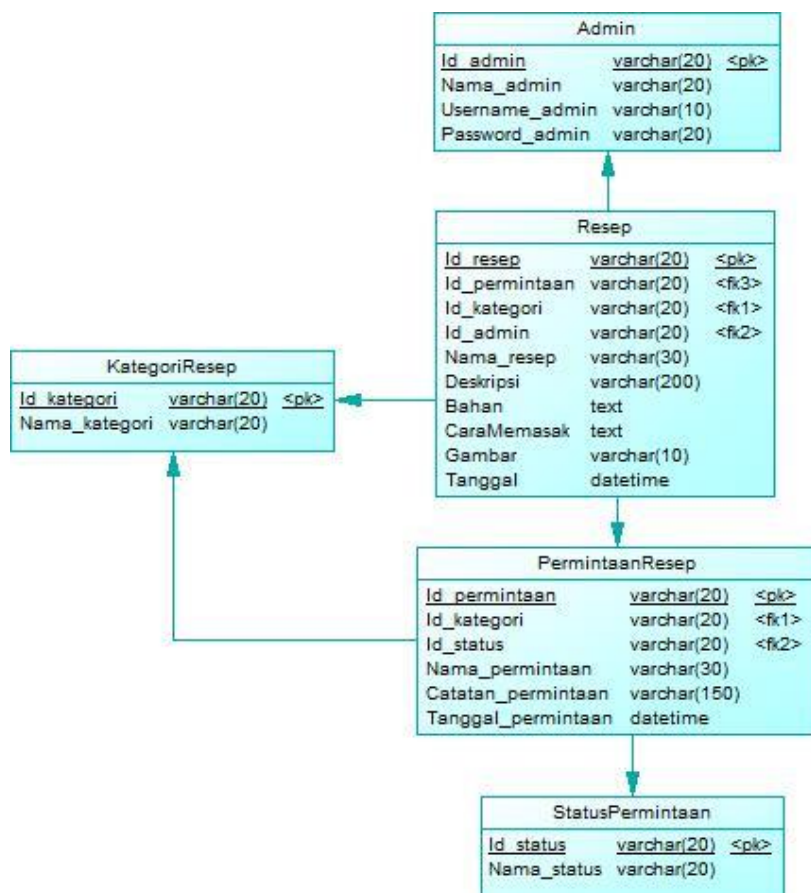 Admin
Id_admin varchar(20) <pk>
Nama_admin varchar(20)
Username_admin varchar(10)
Password_admin varchar(20)
Resep
Id_resep varchar(20) <pk>
Id_permintaan varchar(20) <fk3>
Id_kategori varchar(20) <fk1>
Id_admin varchar(20) <fk2>
Nama_resep varchar(30)
Deskripsi varchar(200)
Bahan text
CaraMemasak text
Gambar varchar(10)
Tanggal datetime
KategoriResep
Id_kategori varchar(20) <pk>
Nama_kategori varchar(20)
PermintaanResep
Id_permintaan varchar(20) <pk>
Id_kategori varchar(20) <fk1>
Id_status varchar(20) <fk2>
Nama_permintaan varchar(30)
Catatan_permintaan varchar(150)
Tanggal_permintaan datetime
StatusPermintaan
Id_status varchar(20) <pk>
Nama_status varchar(20)